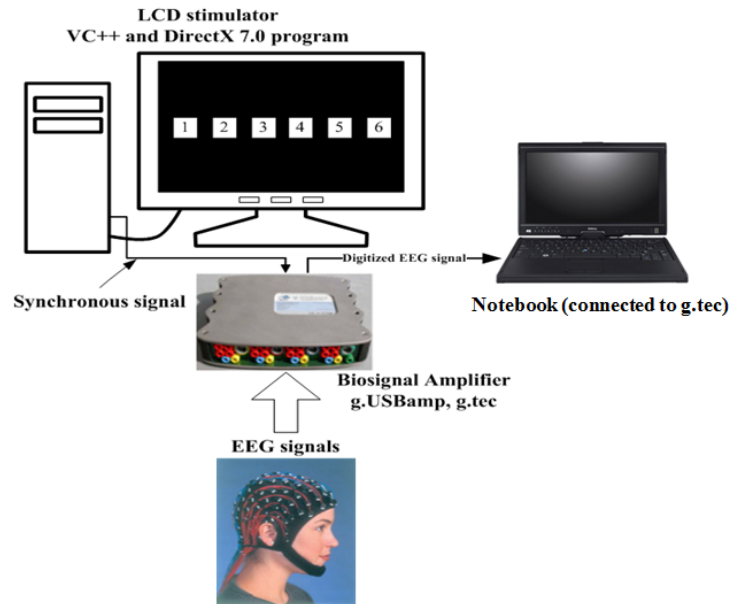 LCD stimulator
VC++ and DirectX 7.0 program
1 2 3 4 5 6
Digitized EEG signal
Synchronous signal
Notebook (connected to g.tec)
Biosignal Amplifier
g.USBamp, g.tec
EEG signals